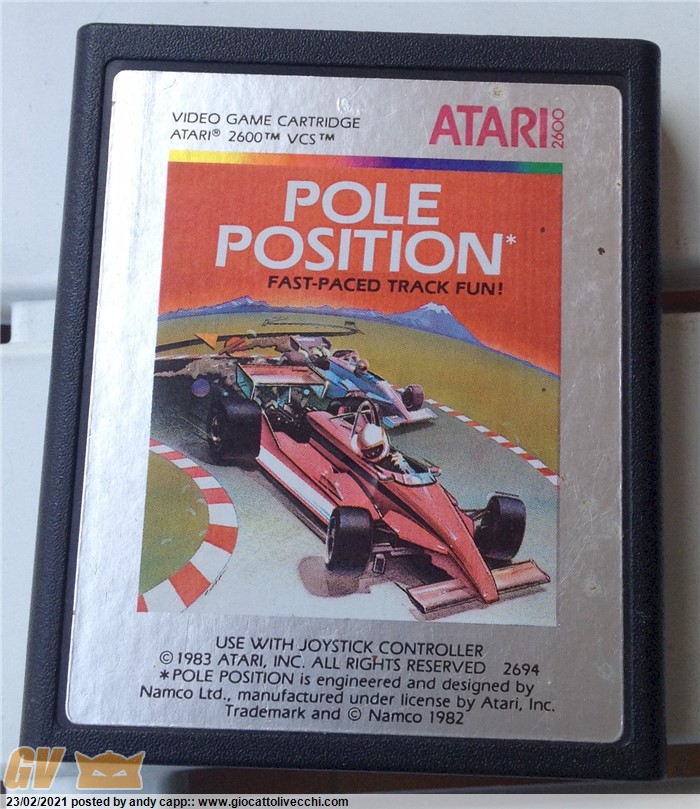 VIDEO GAME CARTRIDGE
ATARI® 2600™ VCS™
ATARI 2600
POLE
POSITION*
FAST-PACED TRACK FUN!
USE WITH JOYSTICK CONTROLLER
© 1983 ATARI, INC. ALL RIGHTS RESERVED 2694
*POLE POSITION is engineered and designed by
Namco Ltd., manufactured under license by Atari, Inc.
Trademark and © Namco 1982
GV
23/02/2021 posted by andy capp:: www.giocattolivecchi.com